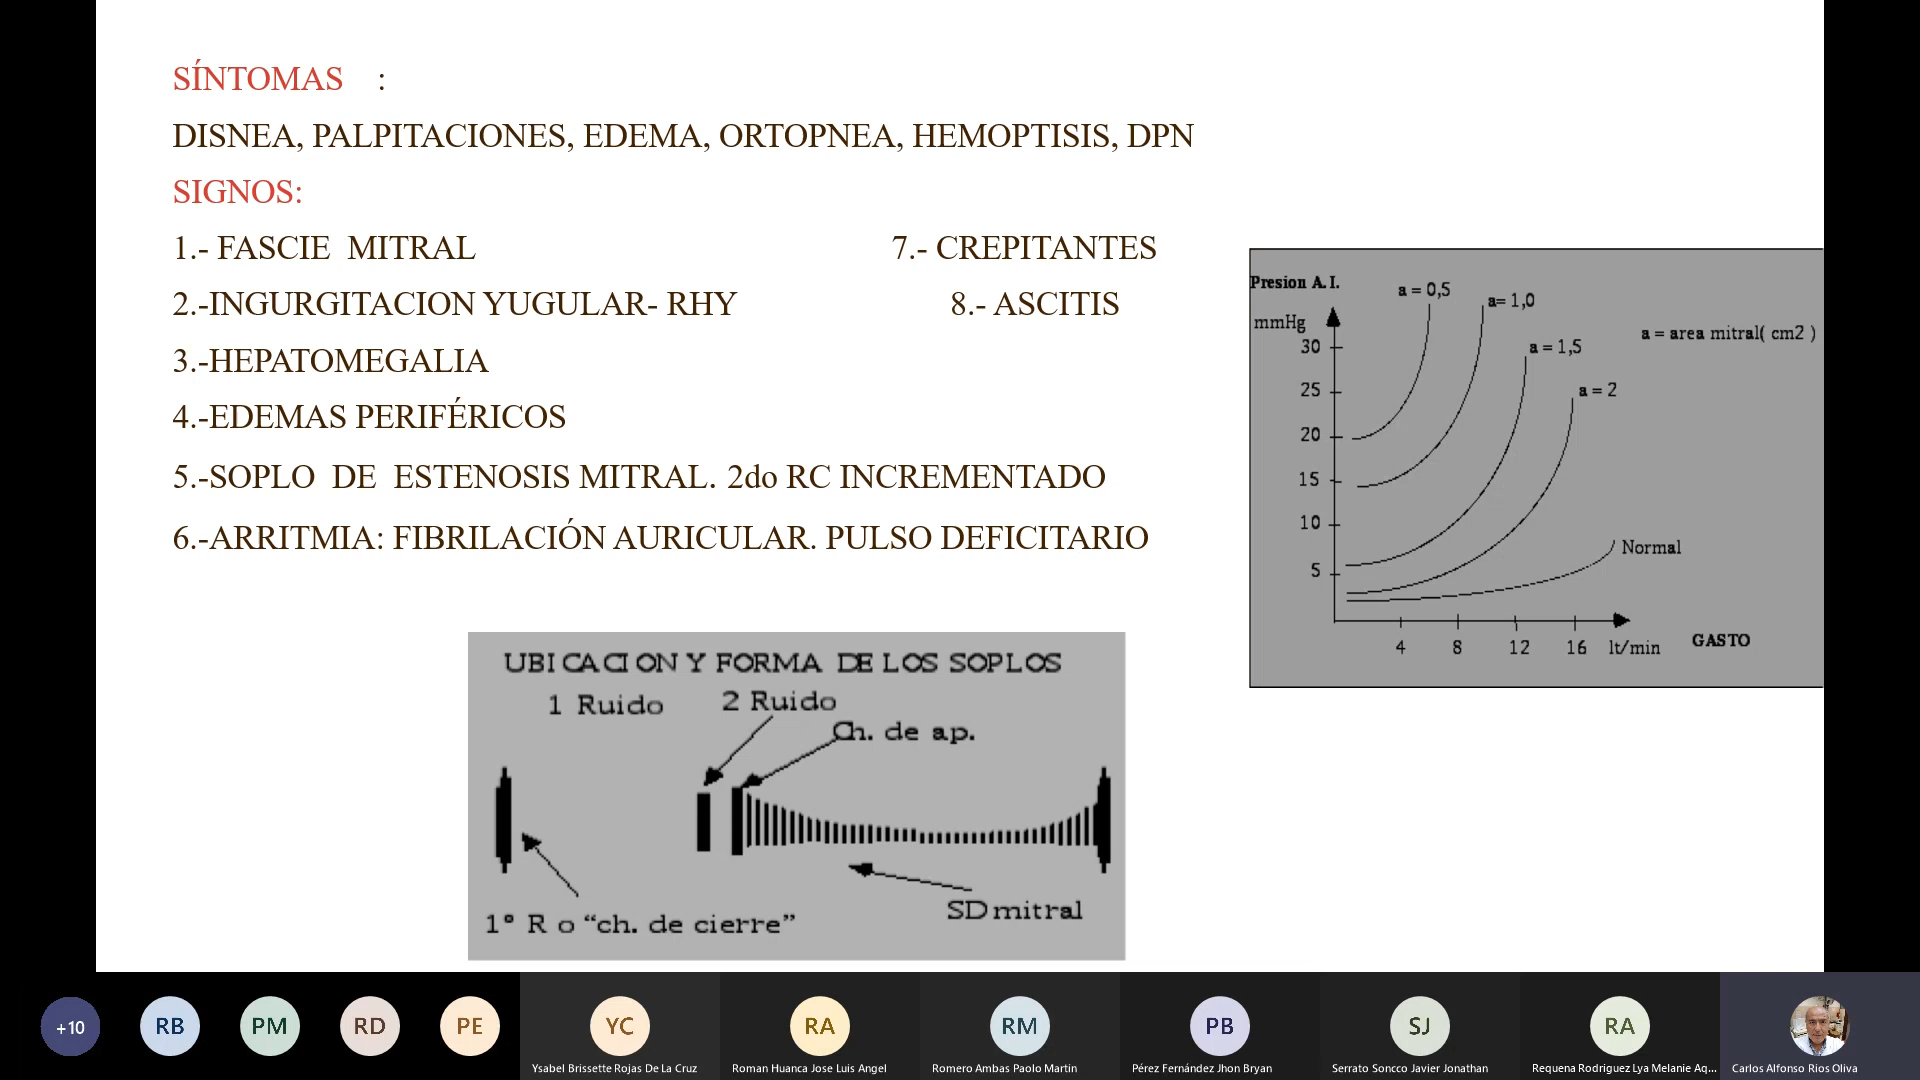 SÍNTOMAS :
DISNEA, PALPITACIONES, EDEMA, ORTOPNEA, HEMOPTISIS, DPN
SIGNOS:
1.- FASCIE MITRAL
7.- CREPITANTES
2.-INGURGITACION YUGULAR- RHY
8.- ASCITIS
3.-HEPATOMEGALIA
4.-EDEMAS PERIFÉRICOS
5.-SOPLO DE ESTENOSIS MITRAL. 2do RC INCREMENTADO
6.-ARRITMIA: FIBRILACIÓN AURICULAR. PULSO DEFICITARIO
Presion A.I.
mmHg
a = 0,5
a= 1,0
a = 1,5
a = 2
a = area mitral( cm2 )
30
25
20
15
10
5
Normal
4 8 12 16 lt/min
GASTO
UBICACION Y FORMA DE LOS SOPLOS
1 Ruido
2 Ruido
Ch. de ap.
SD mitral
1° R o “ch. de cierre”
+10
RB
PM
RD
PE
YC
RA
RM
PB
SJ
RA
Ysabel Brissette Rojas De La Cruz
Roman Huanca Jose Luis Angel
Romero Ambas Paolo Martin
Pérez Fernández Jhon Bryan
Serrato Soncco Javier Jonathan
Requena Rodriguez Lya Melanie Aq...
Carlos Alfonso Rios Oliva